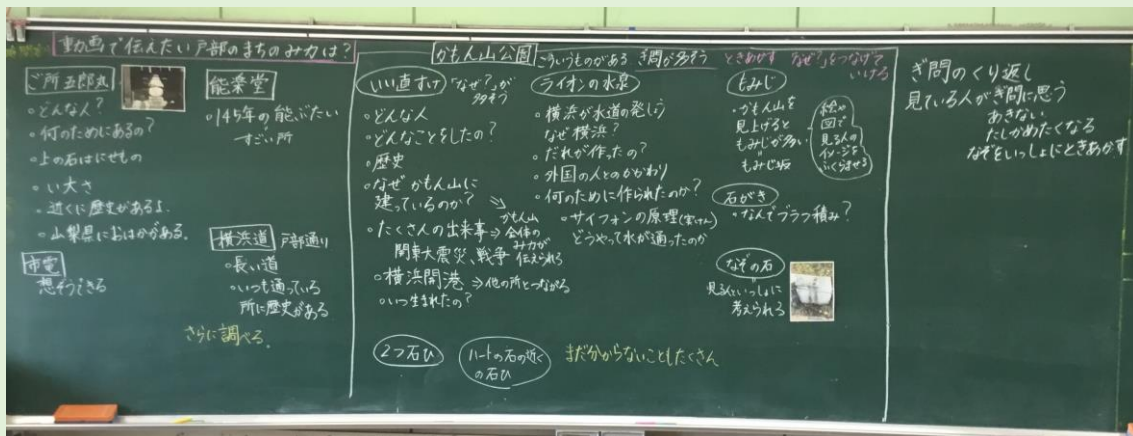 動画で伝えたい戸部のまちのみ力は？
ご所五郎丸
。どんな人？
。何のためにあるの？
。上の石はにせもの
。い大さ
。近くに歴史があるよ.
。山梨県におはかがある。
市電
想ぞうできる
能楽堂
。145年の能ぶたい
すごい所
横浜道 戸部通り
。長い道
。いつも通っている
所に歴史がある
さらに調べる。
かもん山公園 こういうものがある ぎ問が多そう
ときあかす なぜ？をつなげて
いける
いい直すけ 「なぜ？」が
多そう
。どんな人
。どんなことをしたの？
。歴史
。なぜ かもん山に
建っているのか？
。たくさんの出来事⇒
関東大震災、戦争
かもん山
全体の
み力が
伝えられる
。横浜開港 ⇒他の所とつながる
。いつ生まれたの？
ライオンの水泉
。横浜が水道の発しょう
なぜ横浜？
。だれが作ったの？
。外国の人とのかかわり
。何のために作られたのか？
。サイフォンの原理
どうやって水が通ったのか
もみじ
。かもん山を
見上げると
もみじが多い
〃
もみじ坂
絵や
図で
見る人の
イメージを
ふくらませる
石がき
。なんでブラフ積み？
なぞの石
〃
見る人といっしょに
考えられる
2つ石ひ
ハートの石の近く
の石ひ
まだ分からないこともたくさん
ぎ問のくり返し
見ている人がぎ問に思う
あきない
たしかめたくなる
なぞをいっしょにときあかす